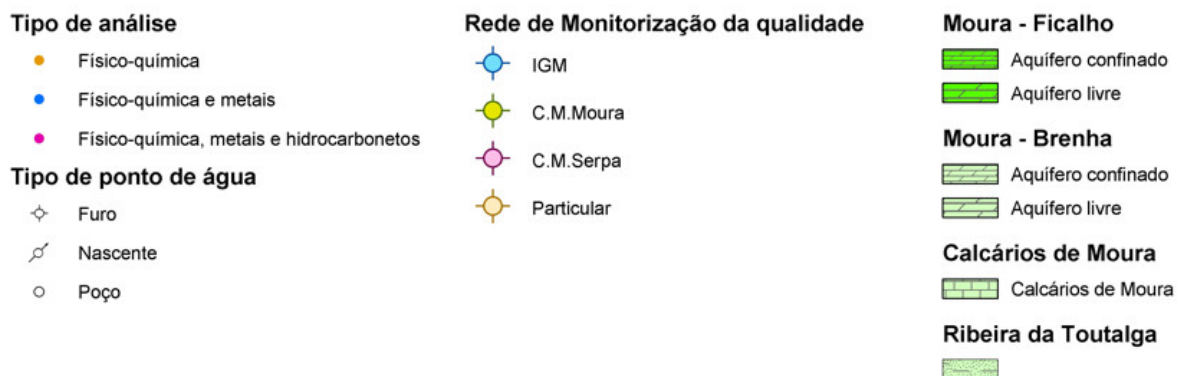 Tipo de análise
Físico-química
Físico-química e metais
Físico-química, metais e hidrocarbonetos
Tipo de ponto de água
Furo
Nascente
Poço
Rede de Monitorização da qualidade
IGM
C.M.Moura
C.M.Serpa
Particular
Moura - Ficalho
Aquífero confinado
Aquífero livre
Moura - Brenha
Aquífero confinado
Aquífero livre
Calcários de Moura
Calcários de Moura
Ribeira da Toutalga